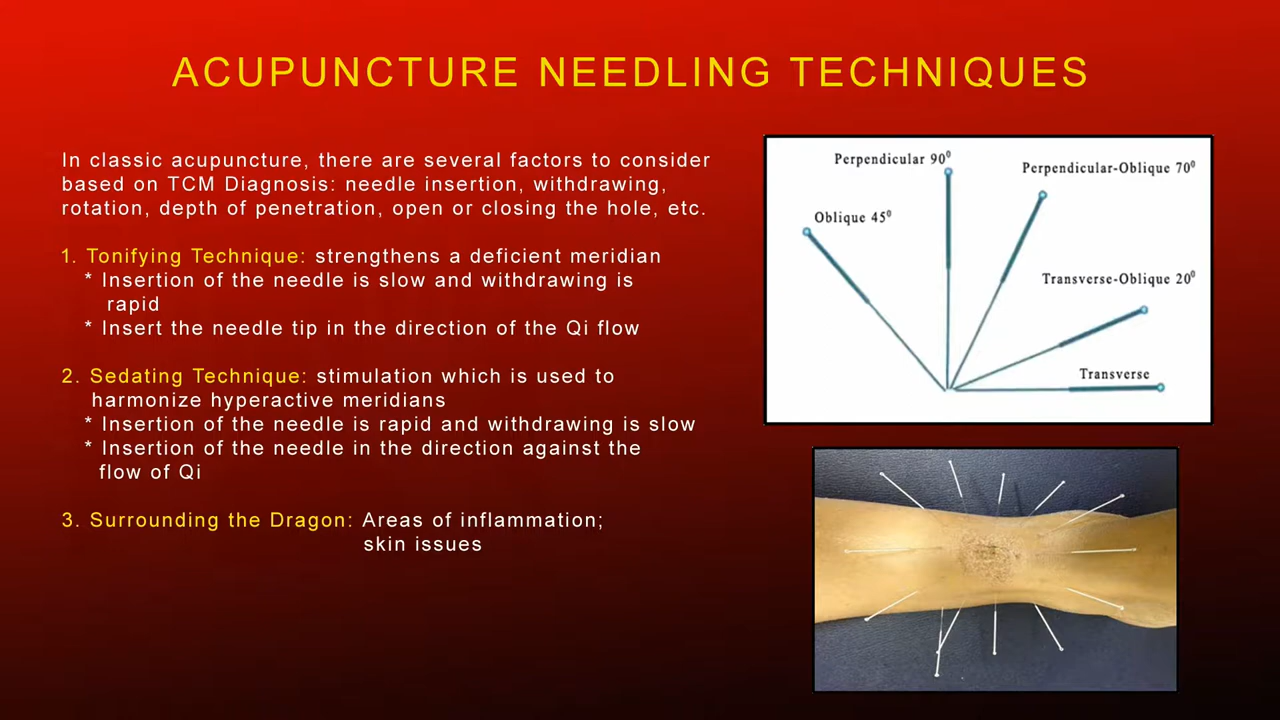 ACUPUNCTURE NEEDLING TECHNIQUES
In classic acupuncture, there are several factors to consider
based on TCM Diagnosis: needle insertion, withdrawing,
rotation, depth of penetration, open or closing the hole, etc.
1. Tonifying Technique: strengthens a deficient meridian
* Insertion of the needle is slow and withdrawing is
rapid
* Insert the needle tip in the direction of the Qi flow
2. Sedating Technique: stimulation which is used to
harmonize hyperactive meridians
* Insertion of the needle is rapid and withdrawing is slow
* Insertion of the needle in the direction against the
flow of Qi
3. Surrounding the Dragon: Areas of inflammation;
skin issues
Perpendicular 90⁰
Perpendicular-Oblique 70⁰
Oblique 45⁰
Transverse-Oblique 20⁰
Transverse